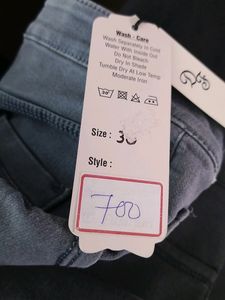 Wash - Care
Wash Separately in Cold
Water With Inside Out
Do Not Bleach
Dry In Shade
Tumble Dry At Low Temp
Moderate Iron
30°
Size :
Style :
700